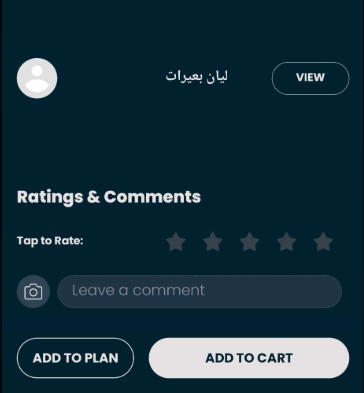 ليان بعيرات
VIEW
Ratings & Comments
Tap to Rate:
Leave a comment
ADD TO PLAN
ADD TO CART